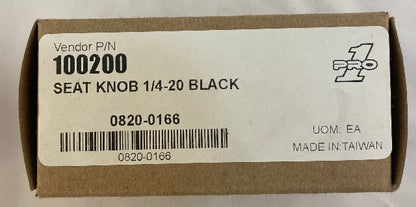 Vendor P/N
100200
SEAT KNOB 1/4-20 BLACK
0820-0166
0820-0166
1
PRO
UOM: EA
MADE IN TAIWAN